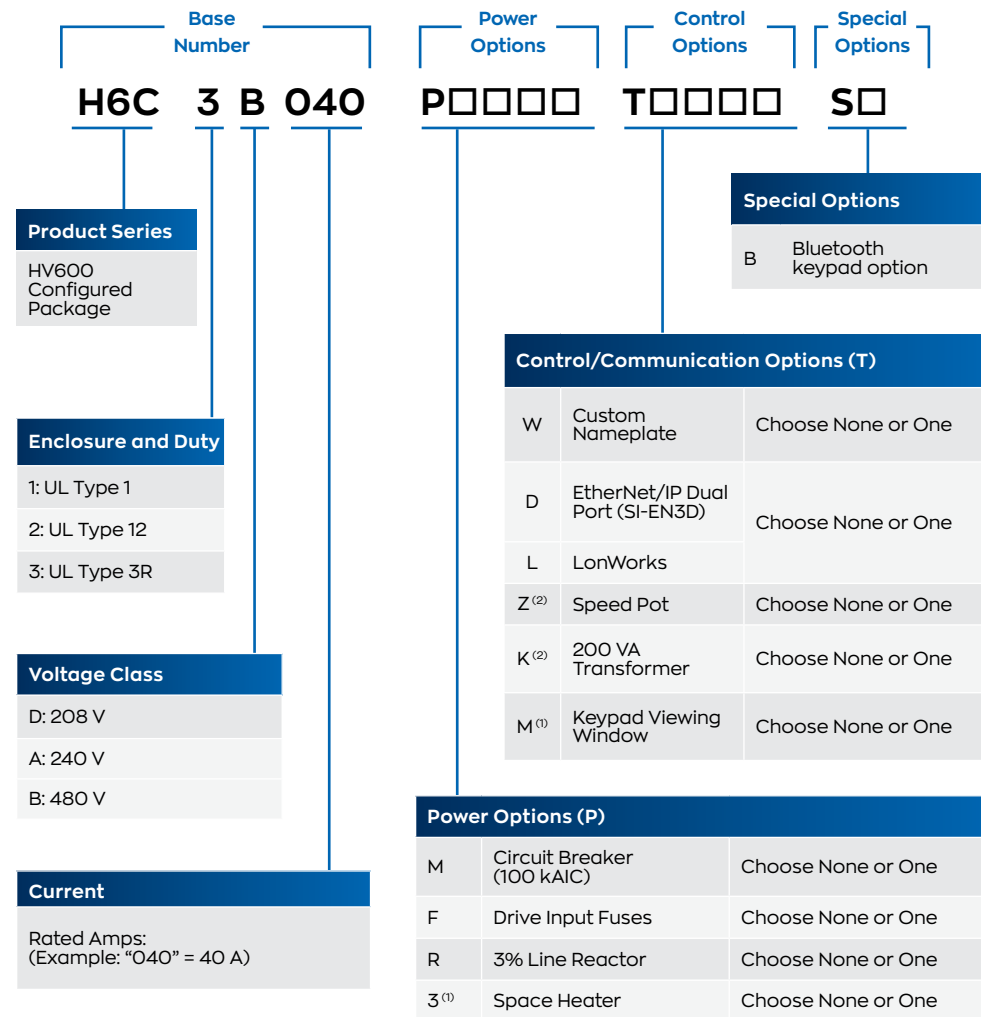 Base
Number
Power
Options
Control
Options
Special
Options
H6C 3 B 040 P□□□□ T□□□□ S□
Product Series
HV600
Configured
Package
Enclosure and Duty
1: UL Type 1
2: UL Type 12
3: UL Type 3R
Voltage Class
D: 208 V
A: 240 V
B: 480 V
Current
Rated Amps:
(Example: “040” = 40 A)
Special Options
B Bluetooth
keypad option
Control/Communication Options (T)
W Custom
Nameplate Choose None or One
D EtherNet/IP Dual
Port (SI-EN3D)
Choose None or One
L LonWorks
Z (2) Speed Pot Choose None or One
K (2) 200 VA
Transformer Choose None or One
M (1) Keypad Viewing
Window Choose None or One
Power Options (P)
M Circuit Breaker
(100 kAIC) Choose None or One
F Drive Input Fuses Choose None or One
R 3% Line Reactor Choose None or One
3 (1) Space Heater Choose None or One